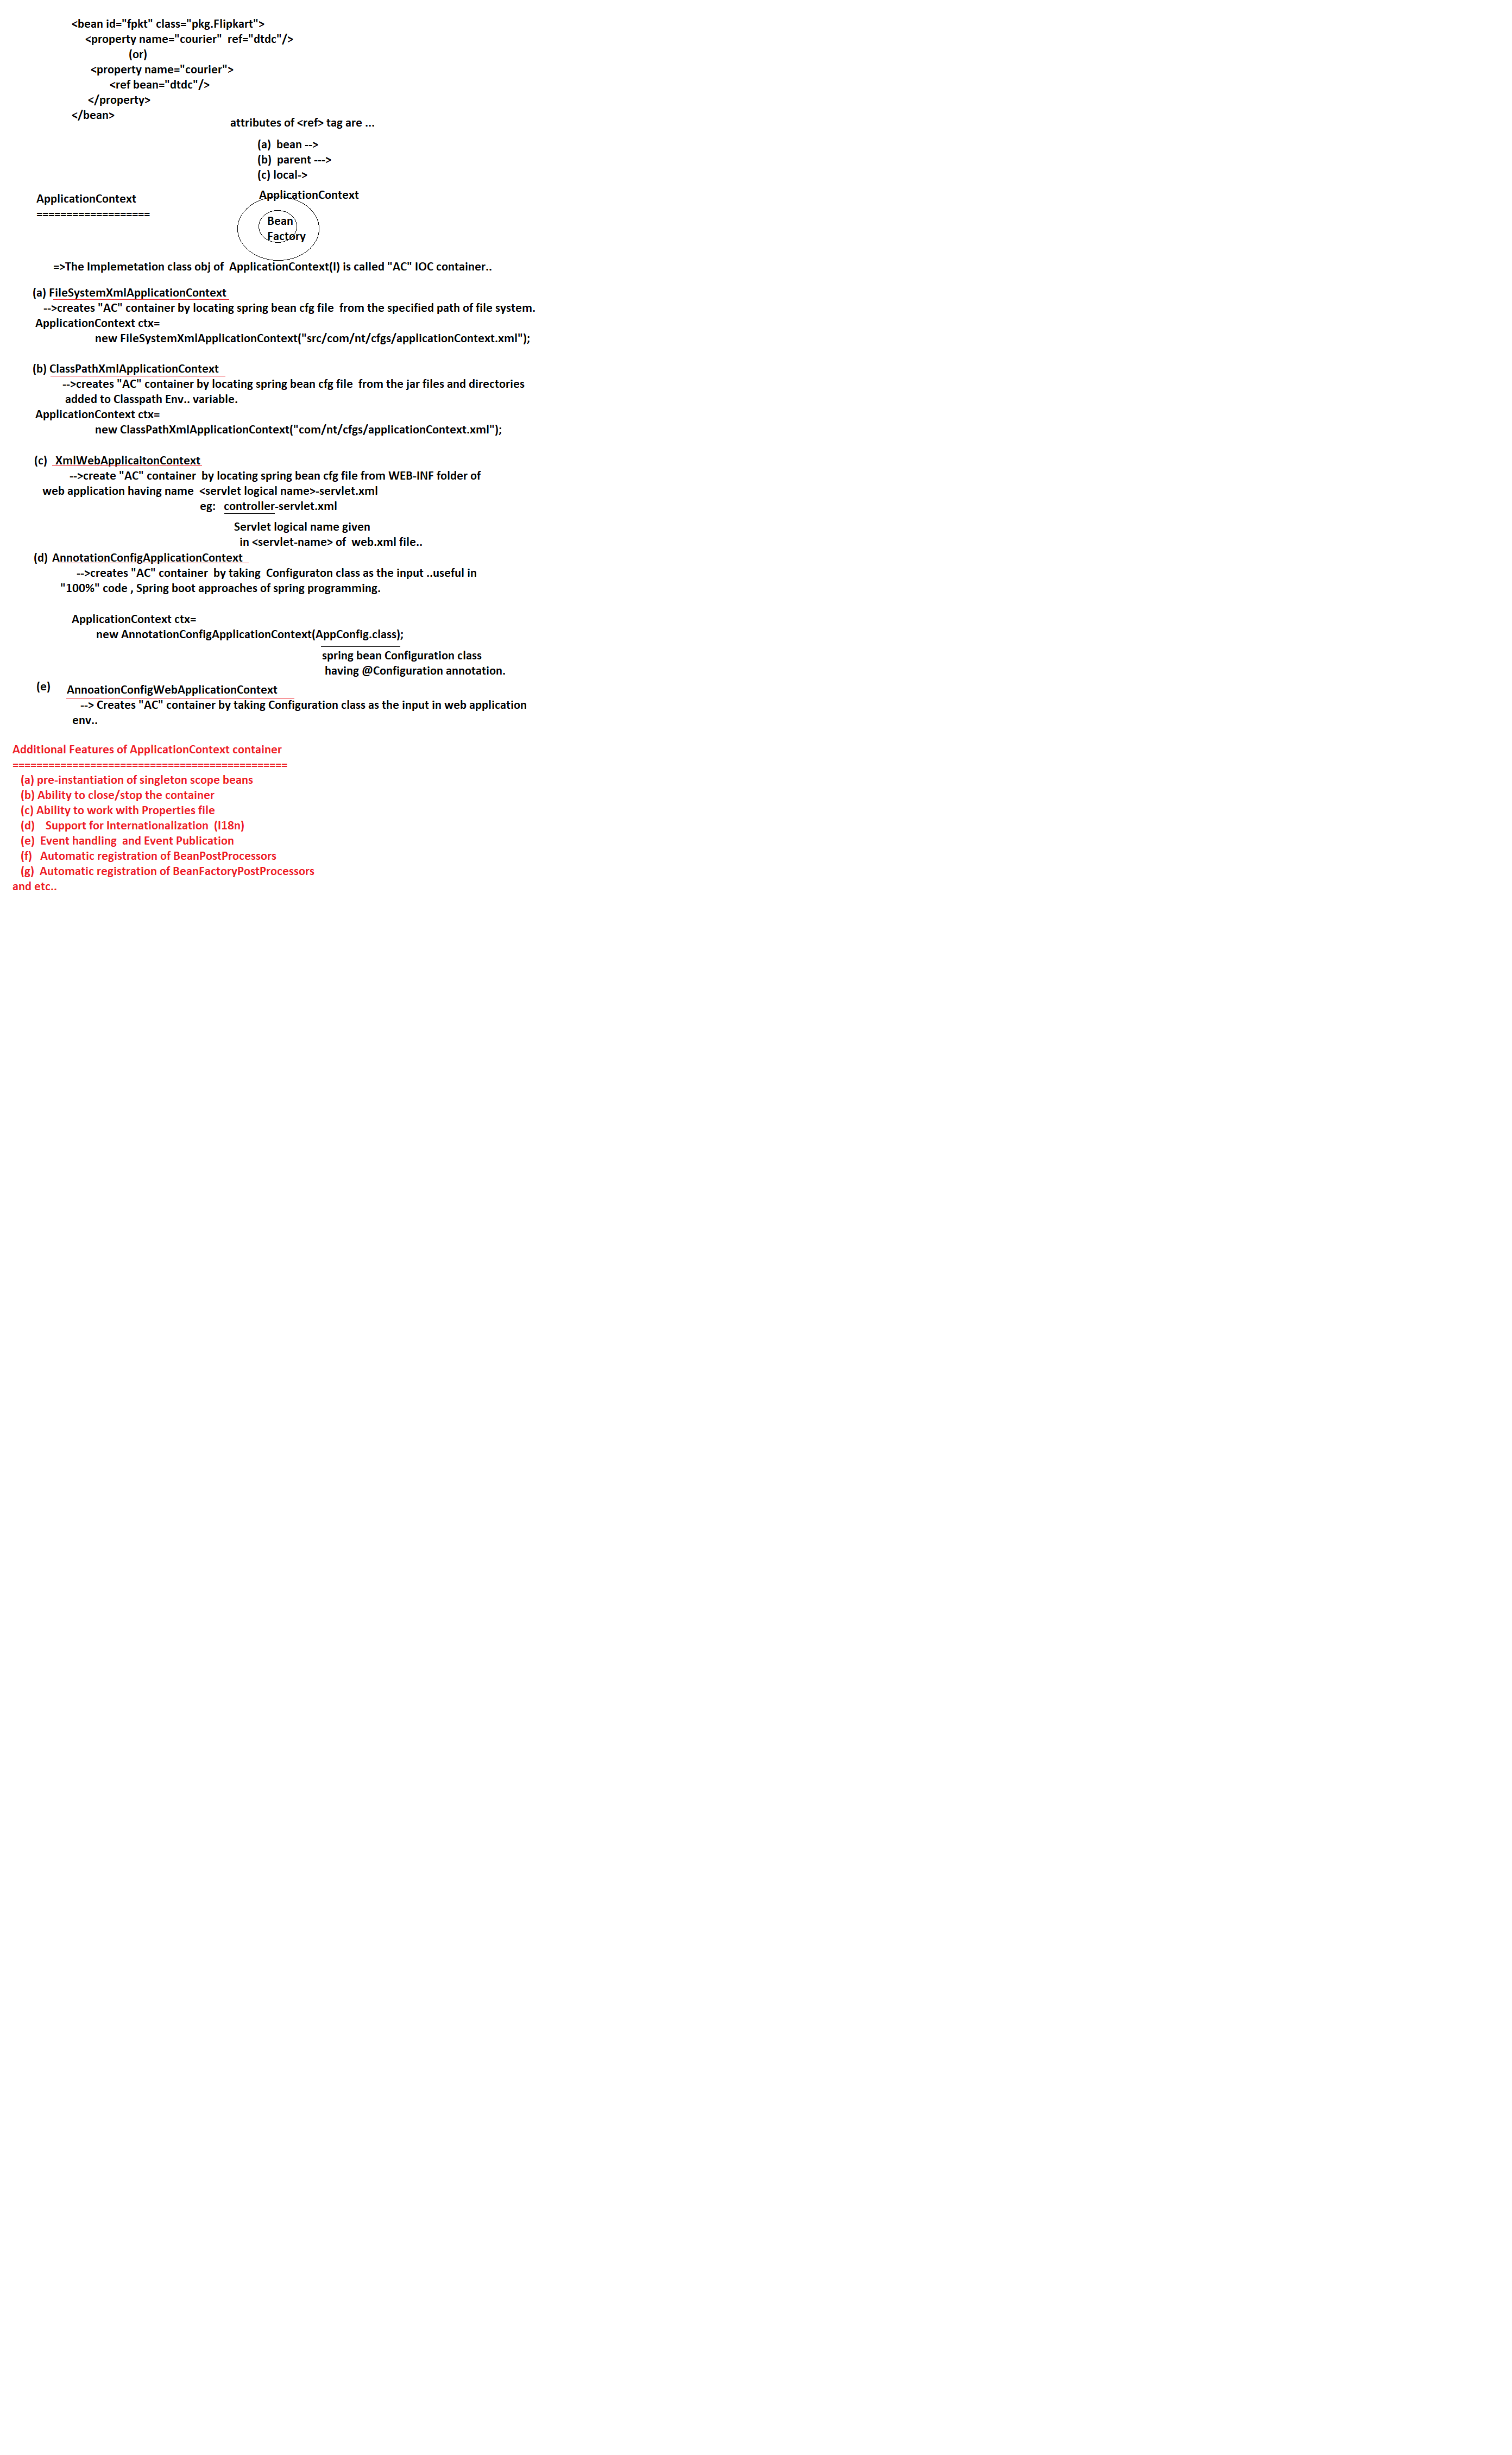 <bean id="fpkt" class="pkg.Flipkart">
<property name="courier"  ref="dtdc"/>
(or)
<property name="courier">
<ref bean="dtdc"/>
</property>
</bean>
attributes of <ref> tag are ...
(a)  bean -->
(b)  parent --->
(c) local->
ApplicationContext
===================
ApplicationContext
Bean
Factory
=>The Implemetation class obj of  ApplicationContext(I) is called "AC" IOC container..
(a) FileSystemXmlApplicationContext
-->creates "AC" container by locating spring bean cfg file  from the specified path of file system.
ApplicationContext ctx=
new FileSystemXmlApplicationContext("src/com/nt/cfgs/applicationContext.xml");
(b) ClassPathXmlApplicationContext
-->creates "AC" container by locating spring bean cfg file  from the jar files and directories
added to Classpath Env.. variable.
ApplicationContext ctx=
new ClassPathXmlApplicationContext("com/nt/cfgs/applicationContext.xml");
(c)  XmlWebApplicaitonContext
-->create "AC" container  by locating spring bean cfg file from WEB-INF folder of
web application having name  <servlet logical name>-servlet.xml
eg:   controller-servlet.xml
Servlet logical name given
in <servlet-name> of  web.xml file..
(d) AnnotationConfigApplicationContext
-->creates "AC" container  by taking  Configuraton class as the input ..useful in
"100%" code , Spring boot approaches of spring programming.
ApplicationContext ctx=
new AnnotationConfigApplicationContext(AppConfig.class);
spring bean Configuration class
having @Configuration annotation.
(e)    AnnoationConfigWebApplicationContext
--> Creates "AC" container by taking Configuration class as the input in web application
env..
Additional Features of ApplicationContext container
==============================================
(a) pre-instantiation of singleton scope beans
(b) Ability to close/stop the container
(c) Ability to work with Properties file
(d)   Support for Internationalization  (I18n)
(e)  Event handling  and Event Publication
(f)   Automatic registration of BeanPostProcessors
(g)  Automatic registration of BeanFactoryPostProcessors
and etc..